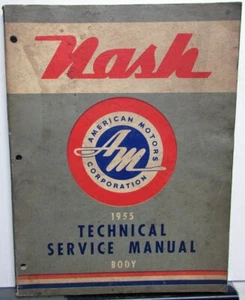 Nash
AMERICAN MOTORS
AM
CORPORATION
1955
TECHNICAL
SERVICE MANUAL
BODY